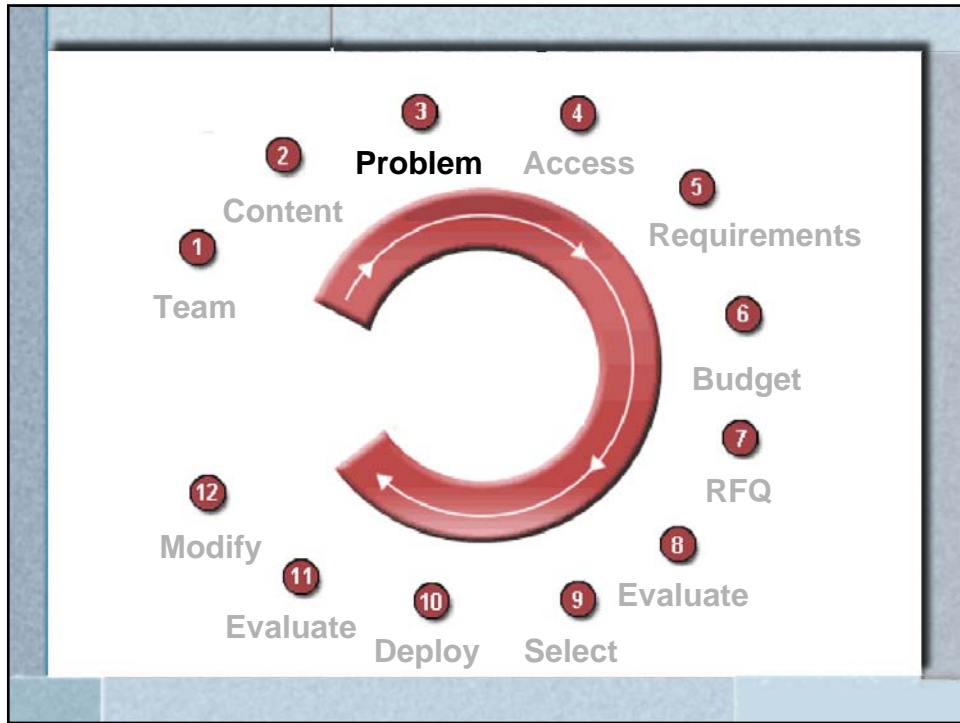 1
Team
2
Content
3
Problem
4
Access
5
Requirements
6
Budget
7
RFQ
8
Evaluate
9
Select
10
Deploy
11
Evaluate
12
Modify